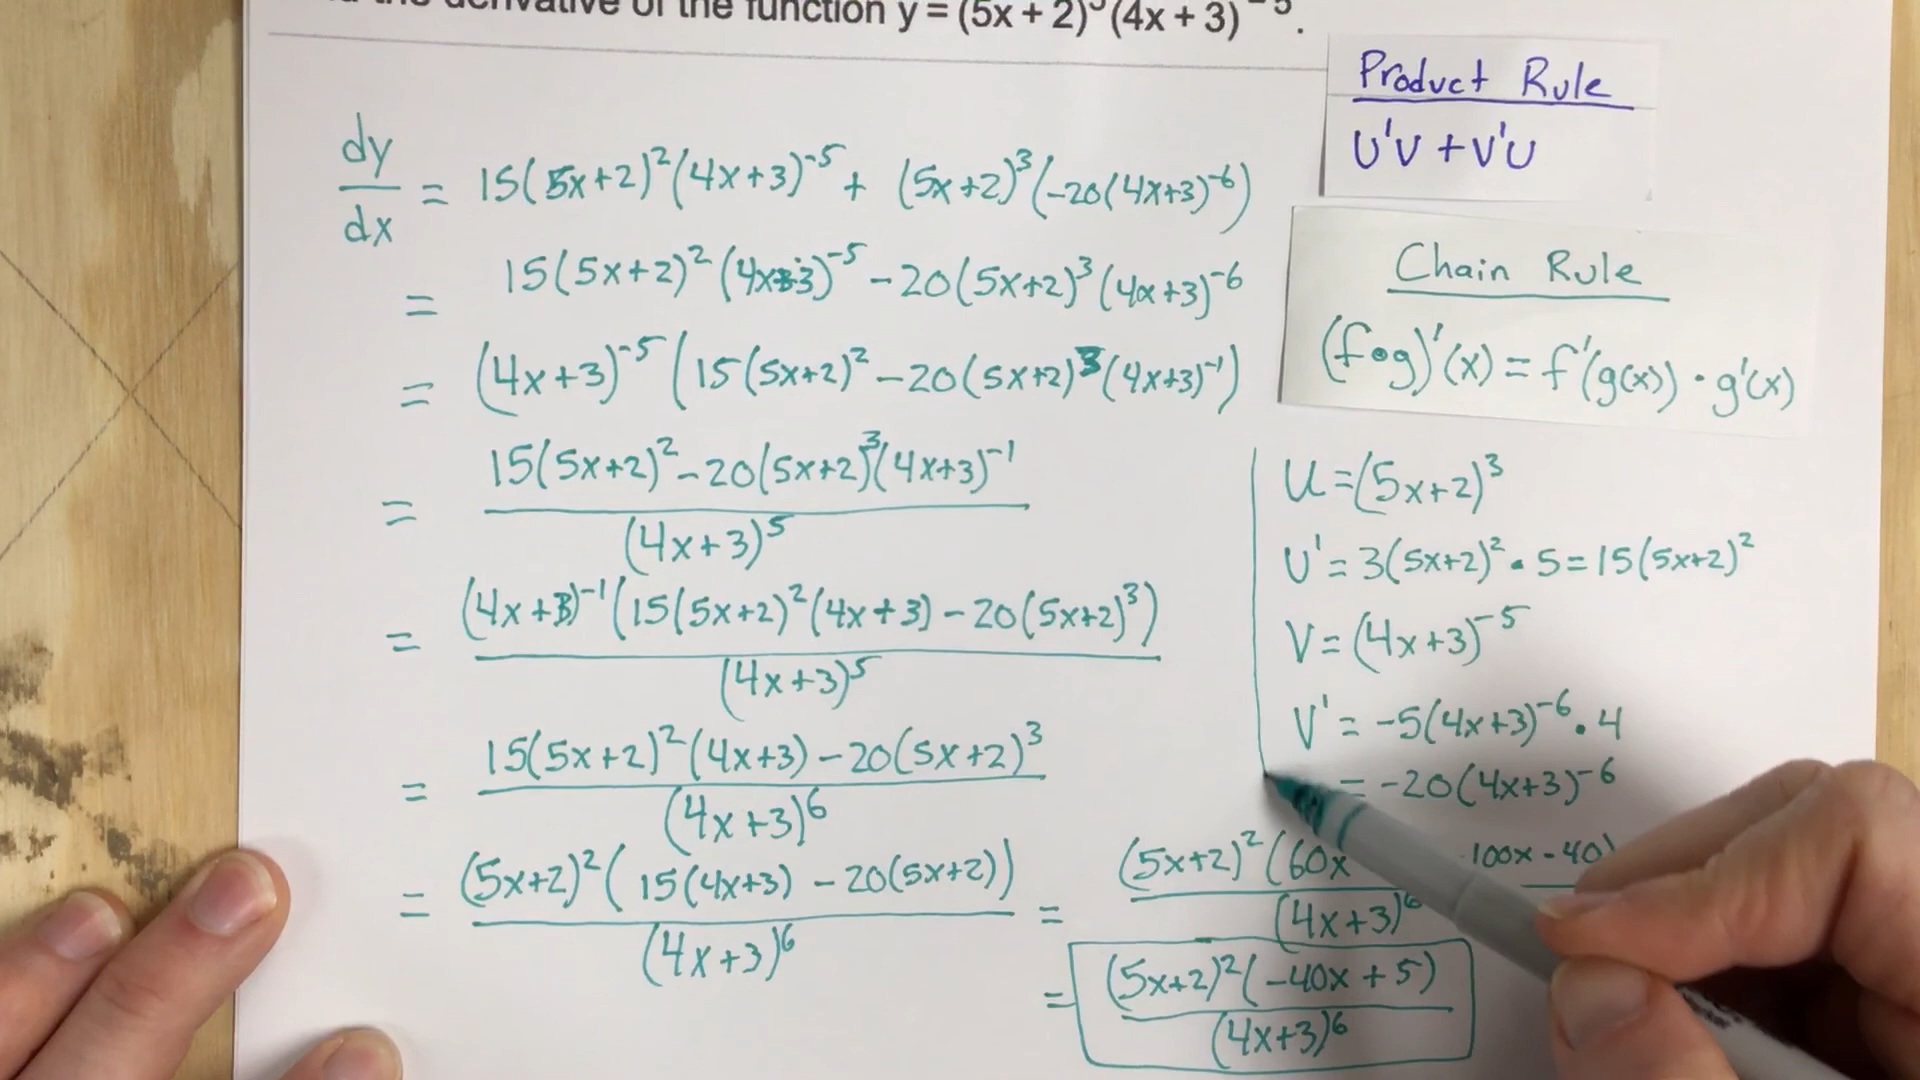 the derivative of the function y = (5x + 2)³(4x + 3)⁻⁵.
Product Rule
U'V + V'U
Chain Rule
(f∘g)'(x) = f'(g(x)) · g'(x)
dy/dx = 15(5x+2)²(4x+3)⁻⁵ + (5x+2)³(-20(4x+3)⁻⁶)
= 15(5x+2)²(4x+3)⁻⁵ - 20(5x+2)³(4x+3)⁻⁶
= (4x+3)⁻⁵(15(5x+2)² - 20(5x+2)³(4x+3)⁻¹)
= 15(5x+2)² - 20(5x+2)³(4x+3)⁻¹
(4x+3)⁵
= (4x+3)⁻¹(15(5x+2)²(4x+3) - 20(5x+2)³)
(4x+3)⁵
= 15(5x+2)²(4x+3) - 20(5x+2)³
(4x+3)⁶
= (5x+2)²(15(4x+3) - 20(5x+2))
(4x+3)⁶
U = (5x+2)³
U' = 3(5x+2)² · 5 = 15(5x+2)²
V = (4x+3)⁻⁵
V' = -5(4x+3)⁻⁶ · 4
= -20(4x+3)⁻⁶
= (5x+2)²(60x 100x - 40)
(4x+3)⁶
= (5x+2)²(-40x + 5)
(4x+3)⁶